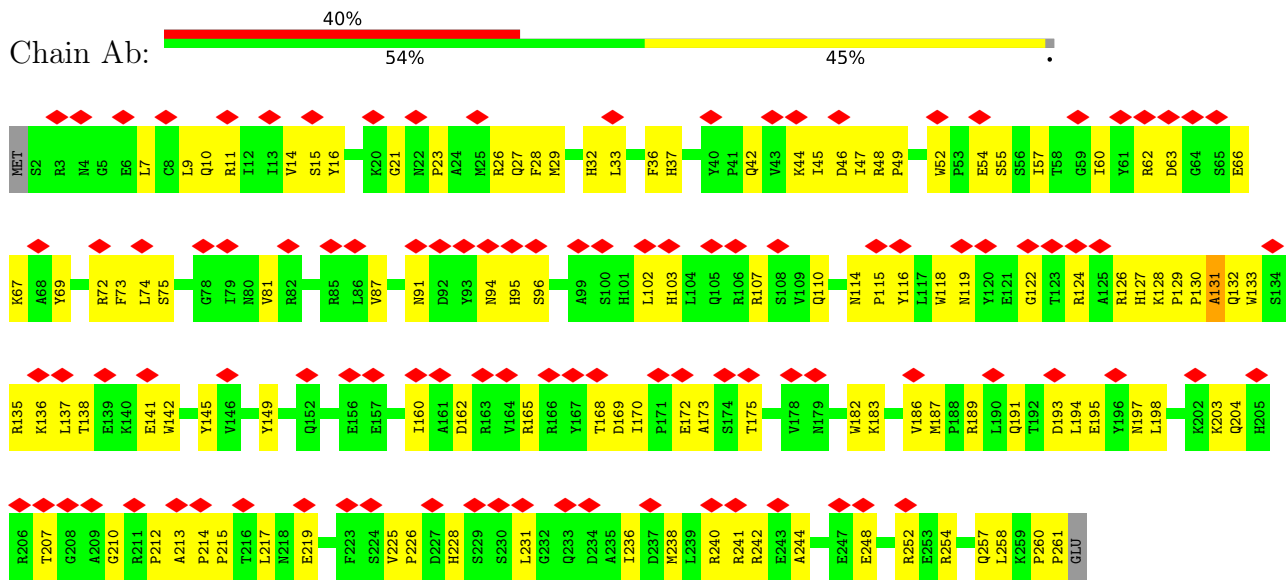 40%
Chain Ab:
54% 45% .
MET S2 R3 N4 G5 E6 L7 C8 L9 Q10 R11 I12 I13 V14 S15 Y16 K20 G21 N22 P23 A24 M25 R26 Q27 F28 M29 H32 L33 F36 H37 Y40 P41 Q42 V43 K44 I45 D46 I47 R48 P49 W52 P53 E54 S55 S56 I57 T58 G59 I60 Y61 R62 D63 G64 S65 E66
K67 A68 Y69 R72 F73 L74 S75 G78 I79 N80 V81 R82 R85 L86 V87 N91 D92 Y93 N94 H95 S96 A99 S100 H101 L102 H103 L104 Q105 R106 R107 S108 V109 Q110 N114 P115 Y116 L117 W118 N119 Y120 E121 G122 T123 R124 A125 R126 H127 K128 P129 P130 A131 Q132 W133 S134
R135 K136 L137 T138 E139 K140 E141 W142 Y145 V146 Y149 Q152 E156 E157 I160 A161 D162 R163 V164 R165 R166 Y167 T168 D169 I170 P171 E172 A173 S174 T175 V178 N179 W182 K183 V186 M187 P188 R189 L190 Q191 T192 D193 L194 E195 Y196 N197 L198 K202 K203 Q204 H205
R206 T207 G208 A209 G210 R211 P212 A213 P214 P215 T216 L217 N218 E219 F223 S224 V225 P226 D227 H228 S229 S230 L231 G232 Q233 D234 A235 I236 D237 M238 L239 R240 R241 R242 E243 A244 E247 E248 R252 E253 R254 Q257 L258 K259 P260 P261 GLU